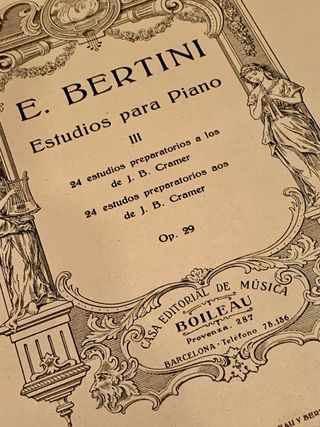 E. BERTINI
Estudios para Piano
III
24 estudios preparatorios a los
de J. B. Cramer
24 estudos preparatorios aos
de J. B. Cramer
Op. 29
CASA EDITORIAL DE MÚSICA
BOILEAU
Provenza, 287
BARCELONA - Teléfono 78.186